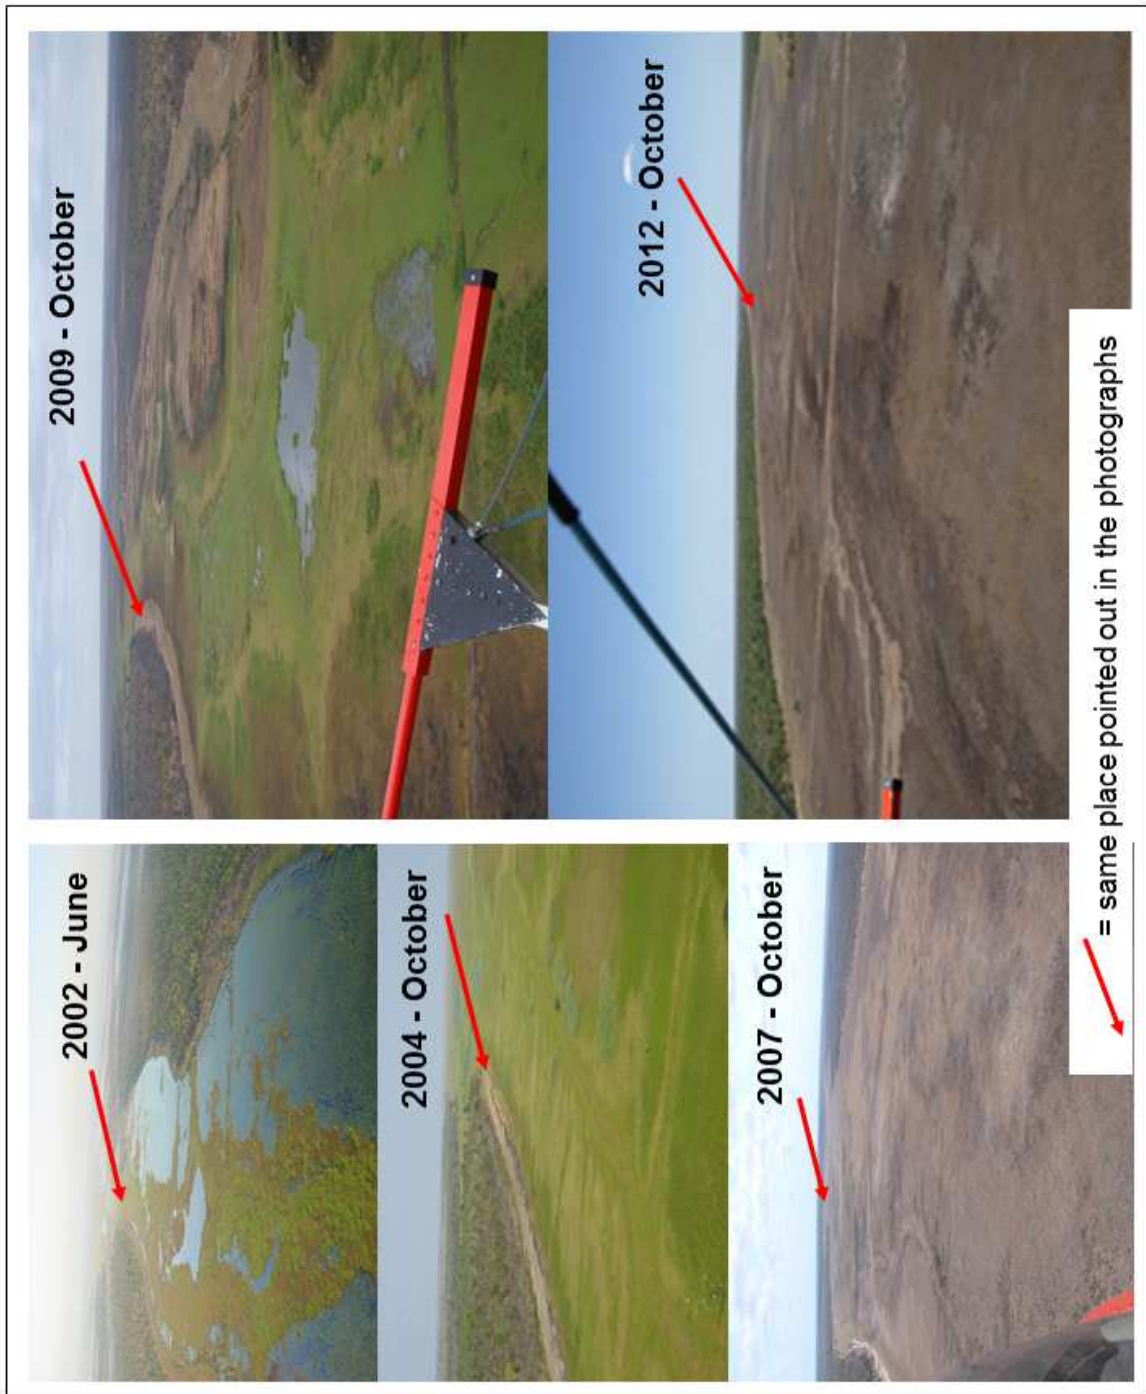 2002 - June
2009 - October
2004 - October
2007 - October
2012 - October
= same place pointed out in the photographs